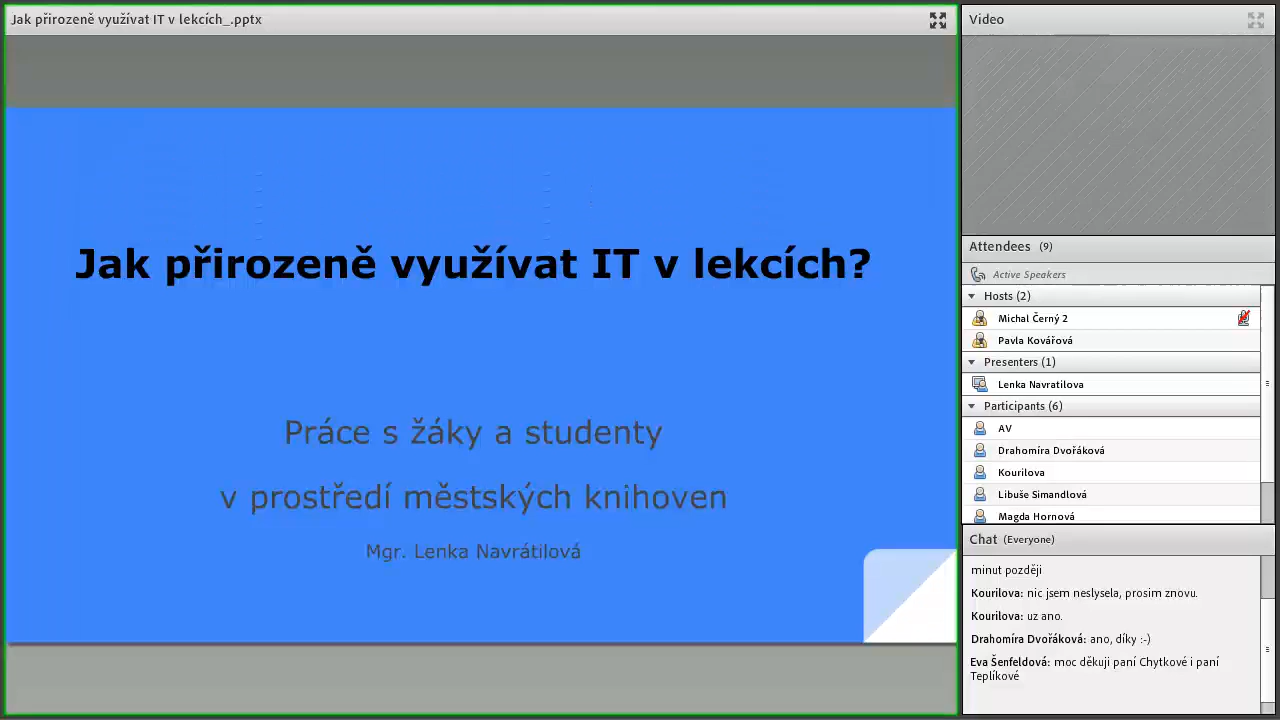 Jak přirozeně využívat IT v lekcích_.pptx
Jak přirozeně využívat IT v lekcích?
Práce s žáky a studenty
v prostředí městských knihoven
Mgr. Lenka Navrátilová
Video
Attendees (9)
Active Speakers
Hosts (2)
Michal Černý 2
Pavla Kovářová
Presenters (1)
Lenka Navratilova
Participants (6)
AV
Drahomíra Dvořáková
Kourilova
Libuše Simandlová
Magda Hornová
Chat (Everyone)
minut později
Kourilova: nic jsem neslysela, prosim znovu.
Kourilova: uz ano.
Drahomíra Dvořáková: ano, díky :-)
Eva Šenfeldová: moc děkuji paní Chytkové i paní
Teplíkové